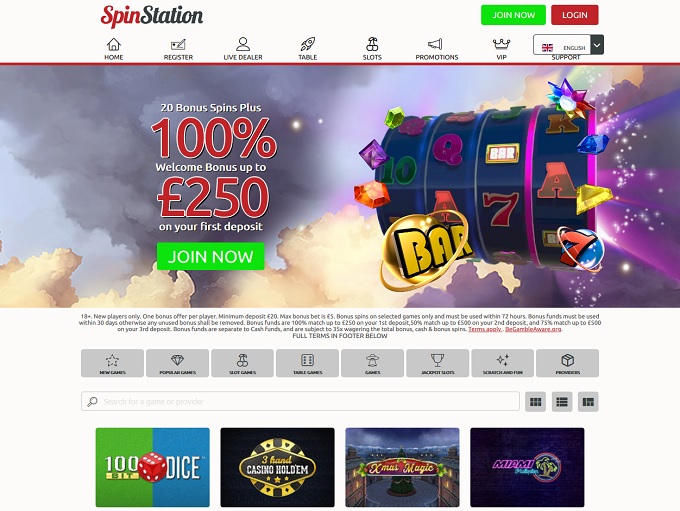 SpinStation
JOIN NOW
LOGIN
HOME
REGISTER
LIVE DEALER
TABLE
SLOTS
PROMOTIONS
VIP
SUPPORT
ENGLISH
20 Bonus Spins Plus
100%
Welcome Bonus up to
£250
on your first deposit
JOIN NOW
BAR
BAR
7
7
A
A
A
K
Q
Q
10
18+. New players only. One bonus offer per player. Minimum deposit £20. Max bonus bet is £5. Bonus spins on selected games only and must be used within 72 hours. Bonus funds must be used
within 30 days otherwise any unused bonus shall be removed. Bonus funds are 100% match up to £250 on your 1st deposit,50% match up to £500 on your 2nd deposit, and 75% match up to £500
on your 3rd deposit. Bonus funds are separate to Cash funds, and are subject to 35x wagering the total bonus, cash & bonus spins. Terms apply . BeGambleAware.org.
FULL TERMS IN FOOTER BELOW
NEW GAMES
POPULAR GAMES
SLOT GAMES
TABLE GAMES
GAMES
JACKPOT SLOTS
SCRATCH AND FUN
PROVIDERS
Search for a game or provider
100
BIT
DICE
3 hand
CASINO HOLD'EM
Xmas Magic
MIAMI